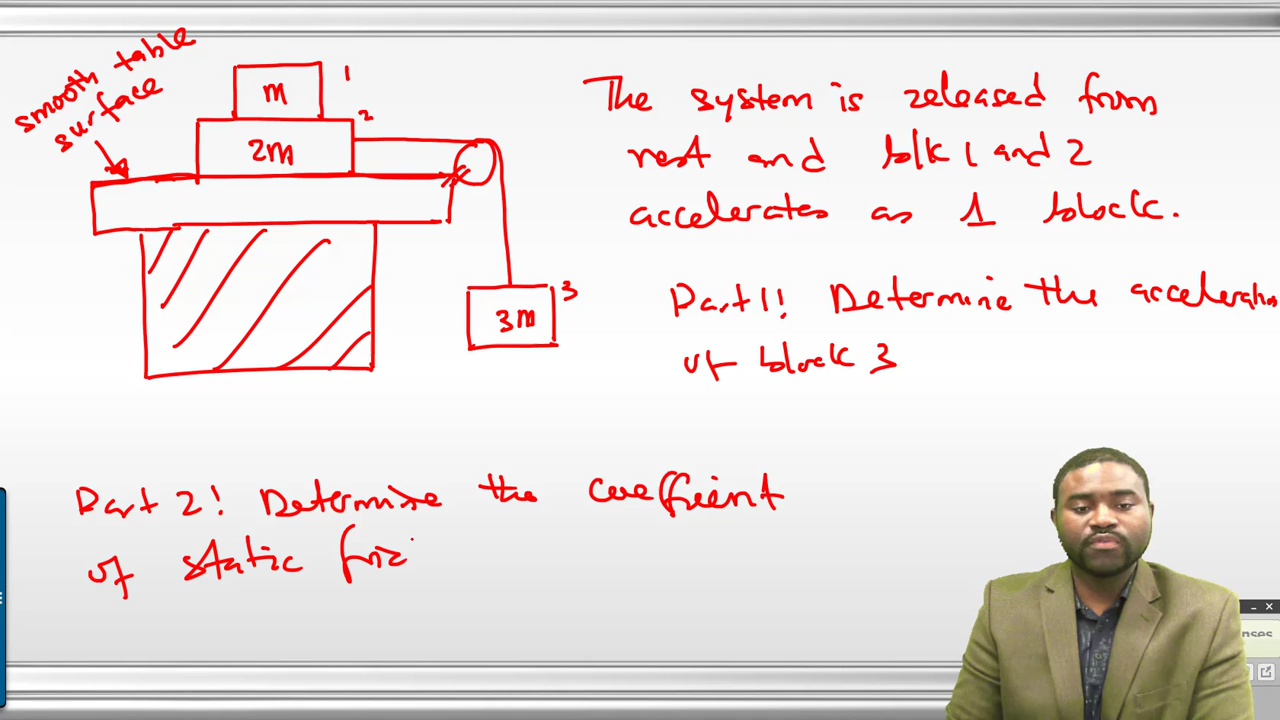 smooth table
surface
m
1
2
2m
3
3m
The system is released from
rest and blk 1 and 2
accelerates as 1 block.
Part 1! Determine the acceleration
of block 3
Part 2! Determine the coefficient
of static fric
enses